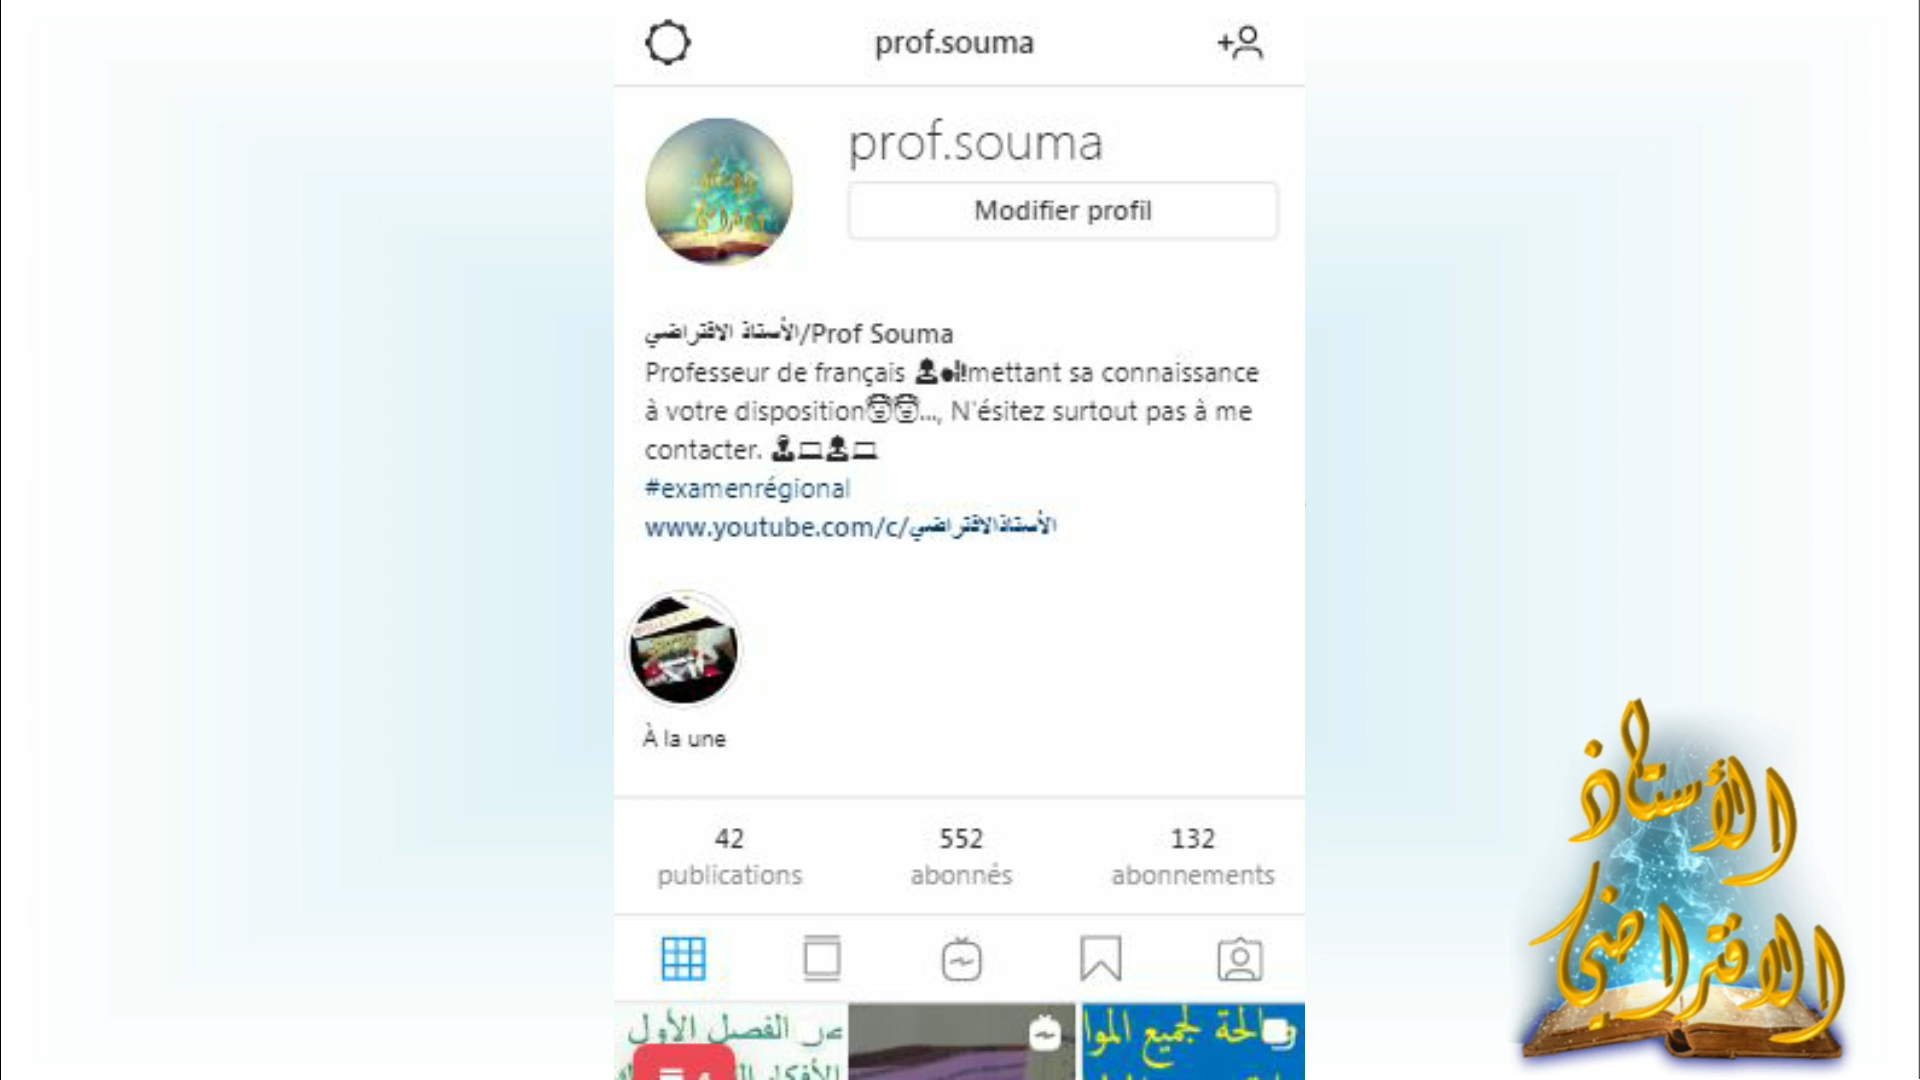 prof.souma
prof.souma
Modifier profil
الأستاذ الافتراضي/Prof Souma
Professeur de français mettant sa connaissance
à votre disposition..., N'ésitez surtout pas à me
contacter.
#examenrégional
www.youtube.com/c/الأستاذالافتراضي
À la une
42
552
132
publications
abonnés
abonnements
الفصل الأول
لجميع الموا
الأستاذ
الافتراضي